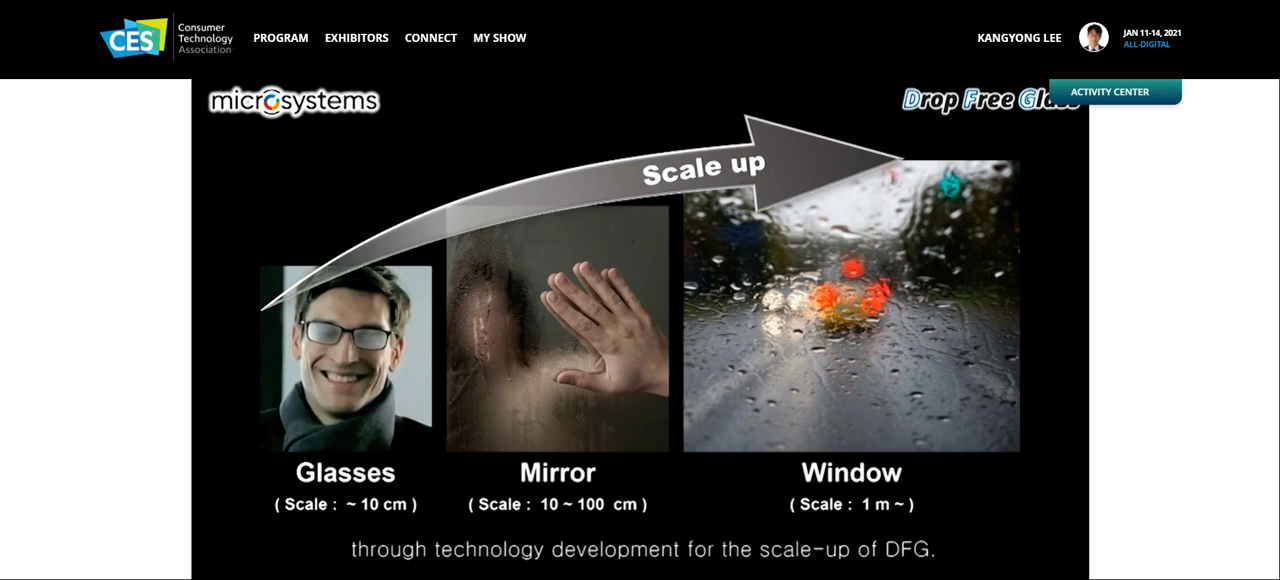 CES
Consumer
Technology
Association
PROGRAM EXHIBITORS CONNECT MY SHOW
KANGYONG LEE
JAN 11-14, 2021
ALL-DIGITAL
ACTIVITY CENTER
microsystems
Drop Free Glass
Scale up
Glasses Mirror Window
( Scale : ~ 10 cm ) ( Scale : 10 ~ 100 cm ) ( Scale : 1 m ~ )
through technology development for the scale-up of DFG.